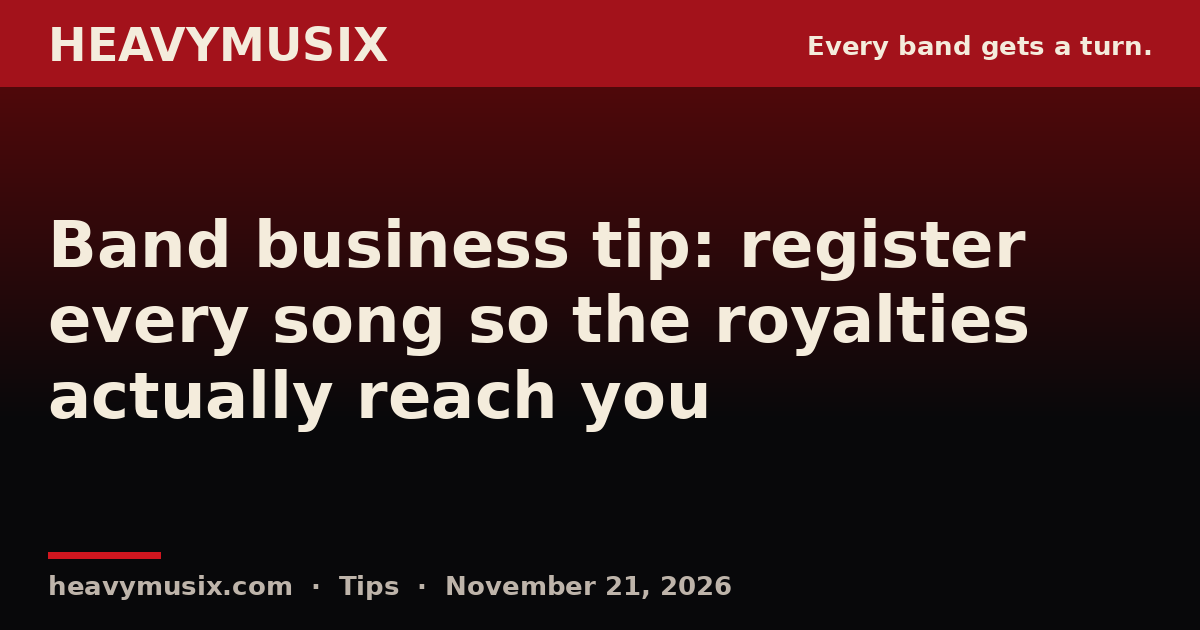 HEAVYMUSIX
Every band gets a turn.
Band business tip: register
every song so the royalties
actually reach you
heavymusix.com · Tips · November 21, 2026